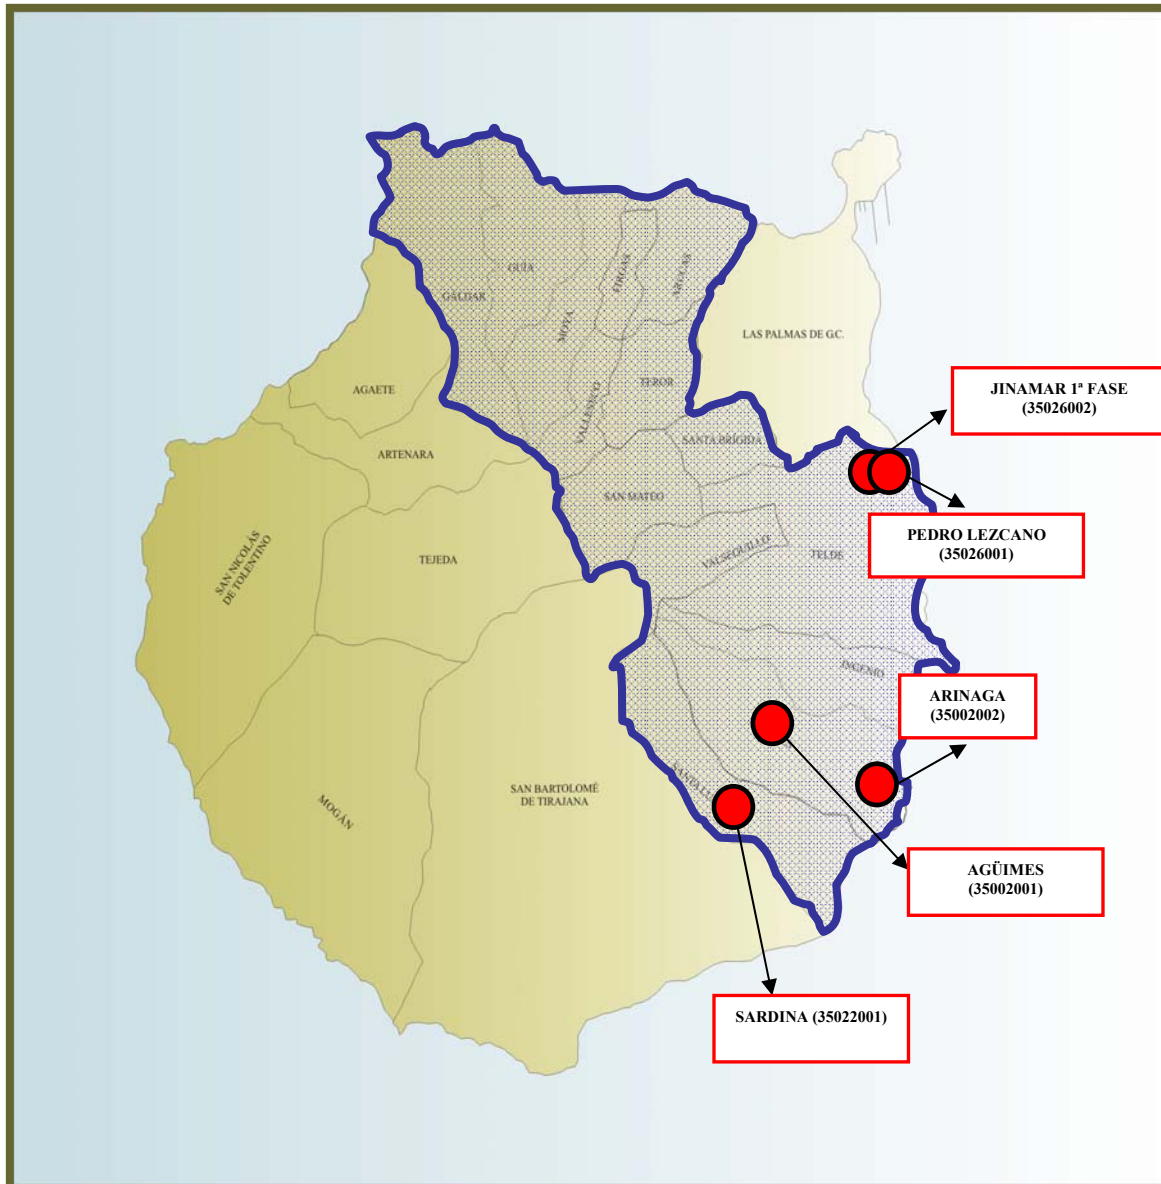 GUÍA
GÁLDAR
FIRGAS
ARUCAS
MOYA
LAS PALMAS DE G.C.
AGAETE
TEROR
VALLESECO
JINAMAR 1ª FASE
(35026002)
ARTENARA
SANTA BRÍGIDA
SAN MATEO
PEDRO LEZCANO
(35026001)
SAN NICOLÁS
DE TOLENTINO
TEJEDA
VALSEQUILLO
TELDE
INGENIO
ARINAGA
(35002002)
MOGÁN
SAN BARTOLOMÉ
DE TIRAJANA
AGÜIMES
(35002001)
SARDINA (35022001)